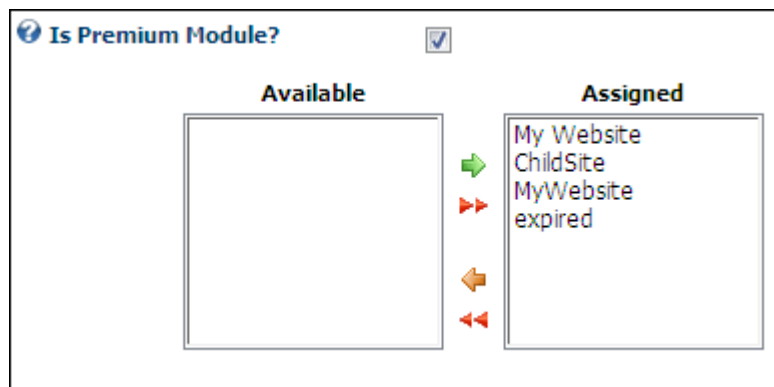 Is Premium Module?
Available
Assigned
My Website
ChildSite
MyWebsite
expired